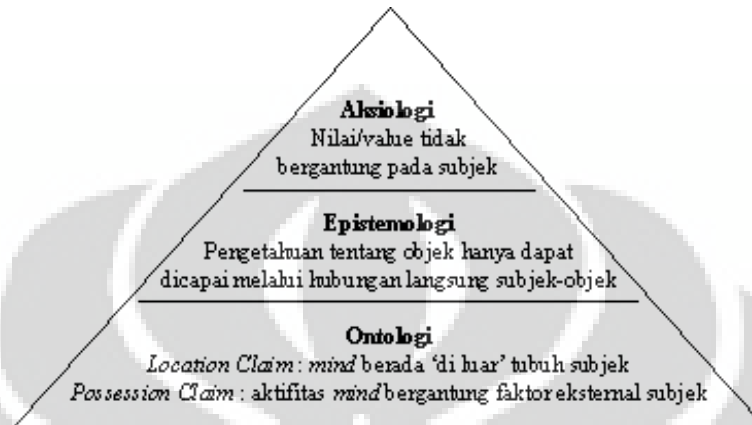 Aksiologi
Nilai/value tidak
bergantung pada subjek
Epistemologi
Pengetahuan tentang objek hanya dapat
dicapai melalui hubungan langsung subjek-objek
Ontologi
Location Claim : mind berada ‘di luar’ tubuh subjek
Possession Claim : aktifitas mind bergantung faktor eksternal subjek